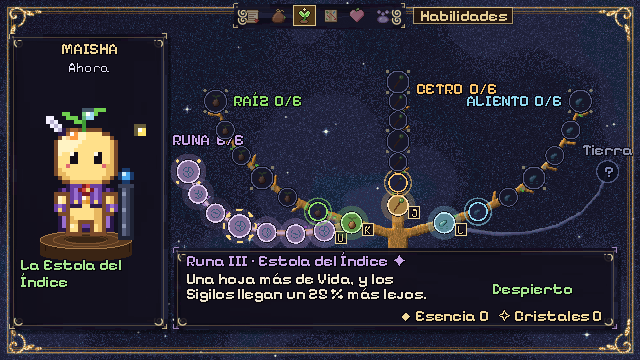 Habilidades
MAISHA
Ahora
La Estola del
Índice
RUNA 6/6
RAÍZ 0/6
CETRO 0/6
ALIENTO 0/6
Tierra
?
U
K
J
L
Runa III · Estola del Índice
Una hoja más de Vida, y los
Sigilos llegan un 25 % más lejos.
Despierto
Esencia 0
Cristales 0